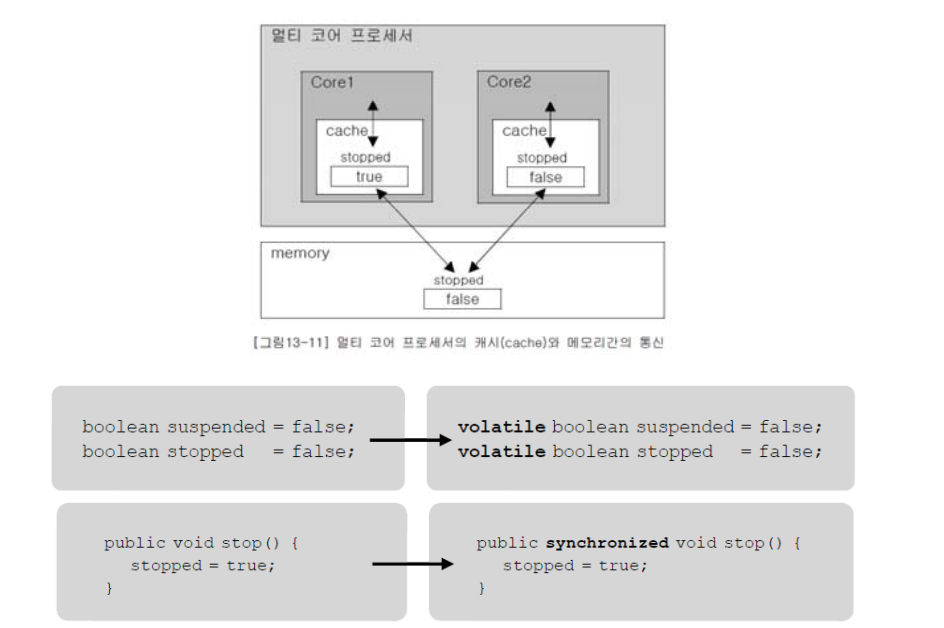 멀티 코어 프로세서
Core1
Core2
cache
cache
stopped
stopped
true
false
memory
stopped
false
[그림13-11] 멀티 코어 프로세서의 캐시(cache)와 메모리간의 통신
boolean suspended = false;
boolean stopped = false;
volatile boolean suspended = false;
volatile boolean stopped = false;
public void stop() {
stopped = true;
}
public synchronized void stop() {
stopped = true;
}